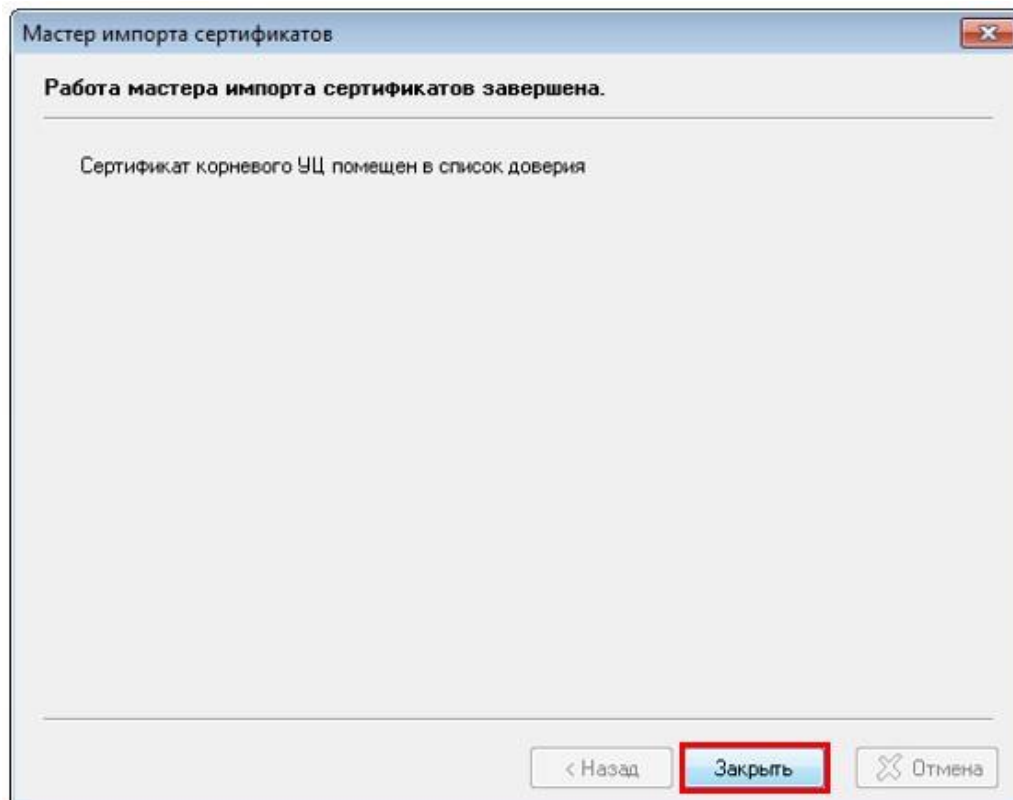 Мастер импорта сертификатов
Работа мастера импорта сертификатов завершена.
Сертификат корневого УЦ помещен в список доверия
< Назад
Закрыть
Отмена